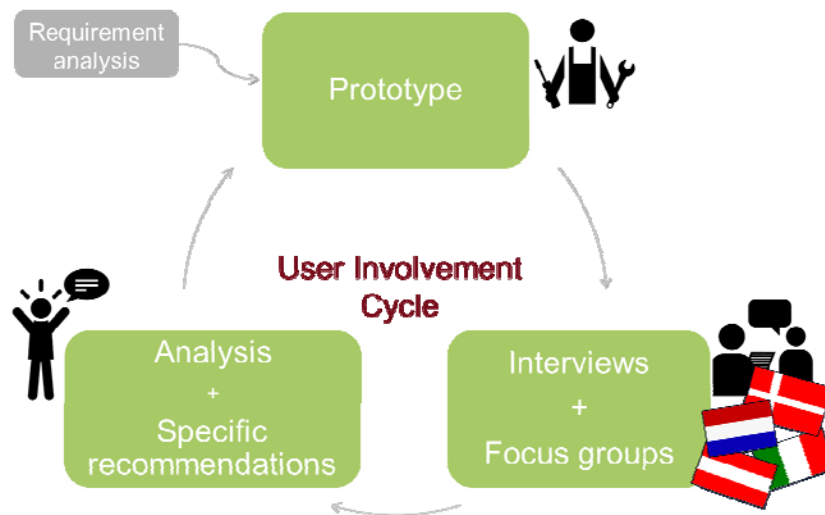 Requirement
analysis
Prototype
User Involvement
Cycle
Analysis
+
Specific
recommendations
Interviews
+
Focus groups